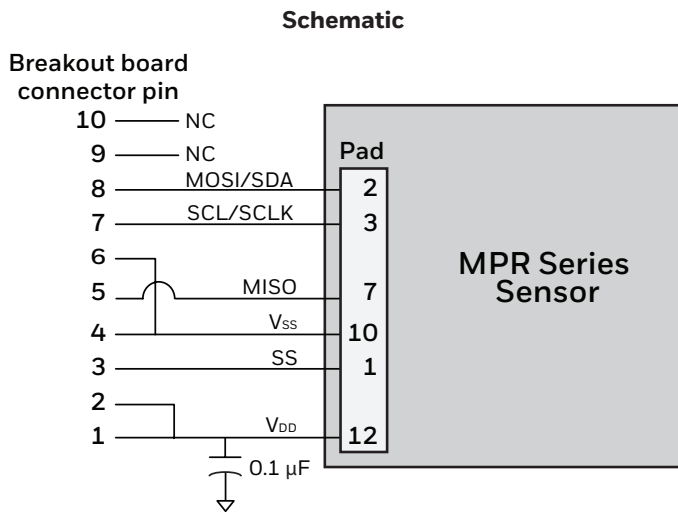 Schematic
Breakout board
connector pin
10 NC
9 NC
Pad
8 MOSI/SDA 2
7 SCL/SCLK 3
6
5 MISO 7
4 VSS 10
3 SS 1
2
1 VDD 12
0.1 µF
MPR Series
Sensor